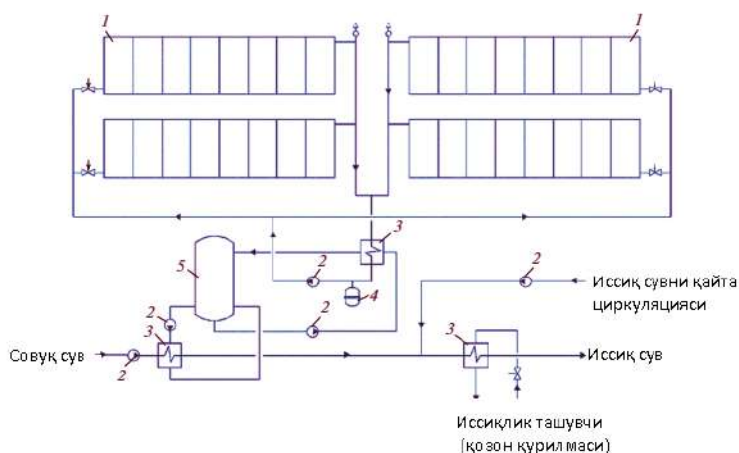 1
1
3
2
5
4
2
2
2
Иссиқ сувни қайта
циркуляцияси
3
3
Совуқ сув
2
Иссиқ сув
Иссиқлик ташувчи
(қозон қурилмаси)